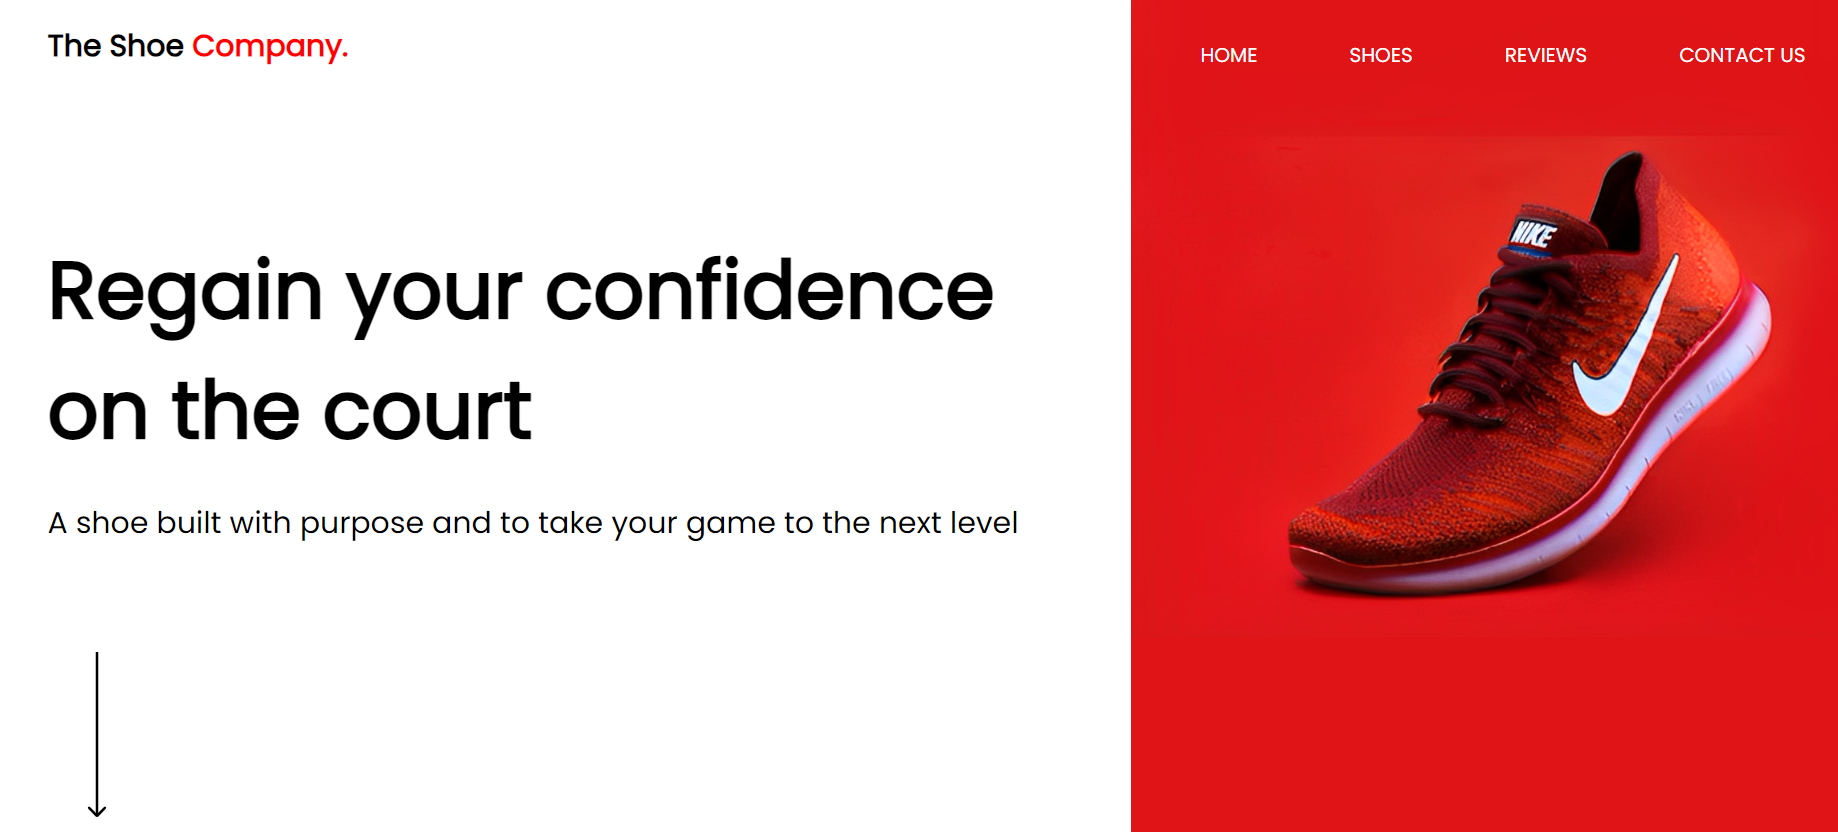 The Shoe Company.
HOME SHOES REVIEWS CONTACT US
NIKE
Regain your confidence
on the court
A shoe built with purpose and to take your game to the next level